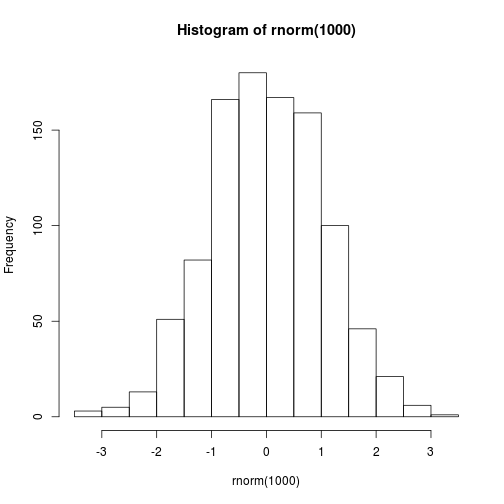 Histogram of rnorm(1000)
Frequency
150
100
50
0
-3 -2 -1 0 1 2 3
rnorm(1000)